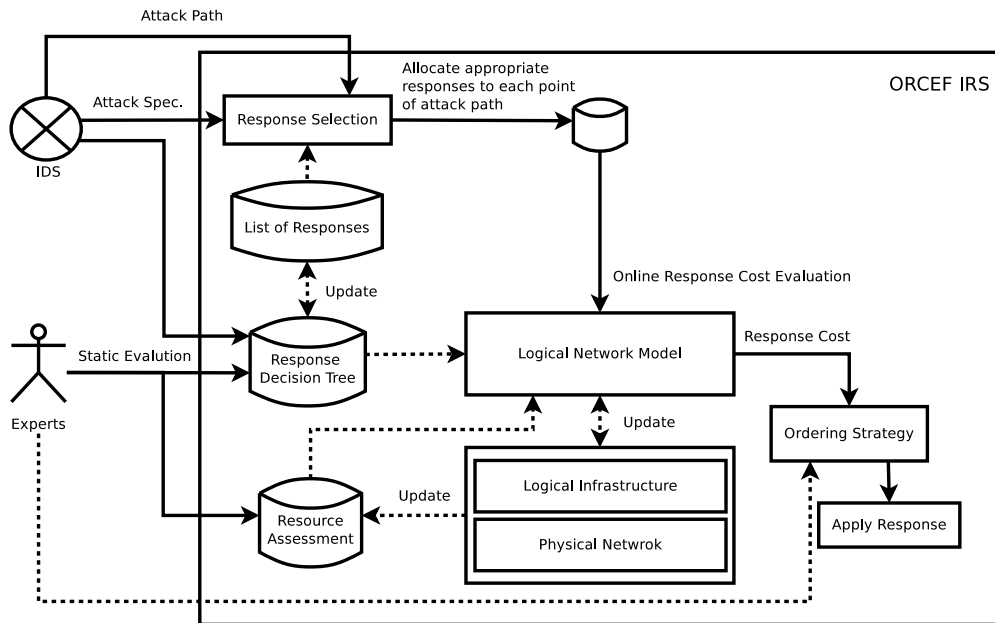 Attack Path
Allocate appropriate
responses to each point
of attack path
ORCEF IRS
Attack Spec.
Response Selection
IDS
List of Responses
Update
Online Response Cost Evaluation
Static Evalution
Response
Decision Tree
Logical Network Model
Response Cost
Experts
Update
Ordering Strategy
Logical Infrastructure
Update
Resource
Assessment
Physical Netwrok
Apply Response